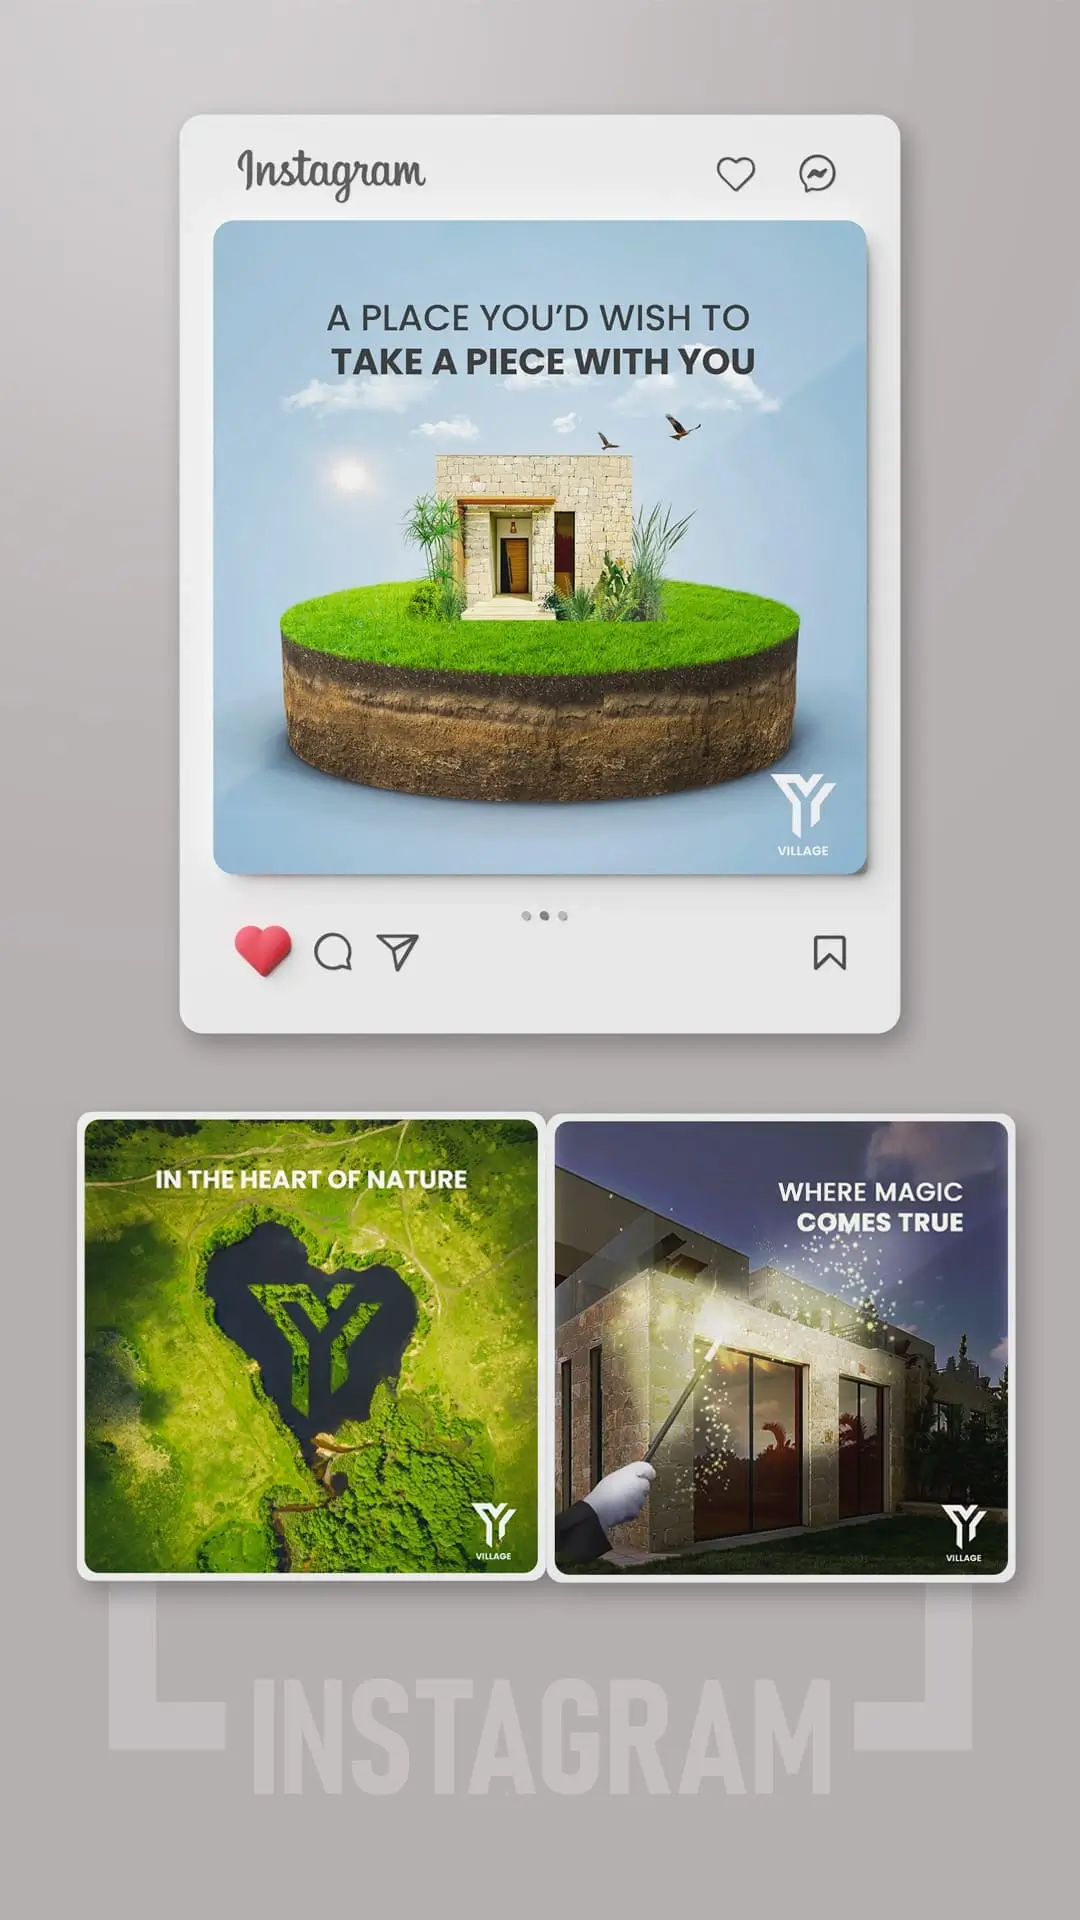 Instagram
A PLACE YOU'D WISH TO
TAKE A PIECE WITH YOU
VILLAGE
IN THE HEART OF NATURE
VILLAGE
WHERE MAGIC
COMES TRUE
VILLAGE
INSTAGRAM